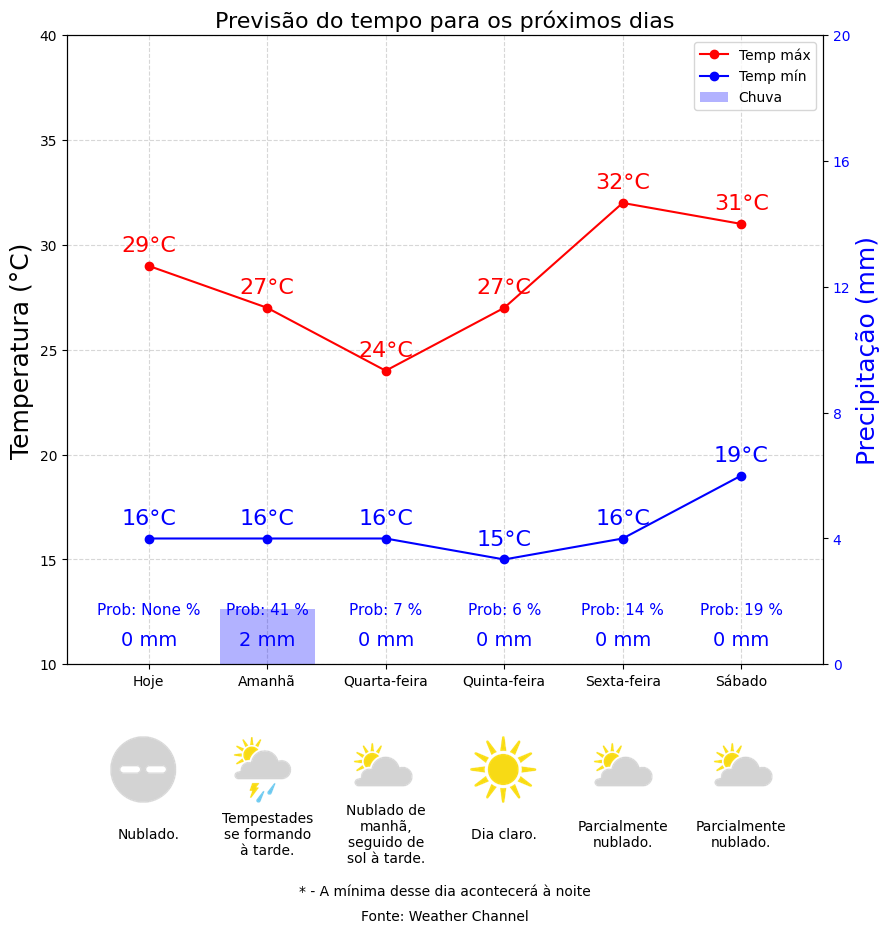 Previsão do tempo para os próximos dias
Temp máx
Temp mín
Chuva
Temperatura (°C)
40
35
30
25
20
15
10
Precipitação (mm)
20
16
12
8
4
0
29°C
27°C
24°C
27°C
32°C
31°C
16°C
16°C
16°C
15°C
16°C
19°C
Prob: None %
Prob: 41 %
Prob: 7 %
Prob: 6 %
Prob: 14 %
Prob: 19 %
0 mm
2 mm
0 mm
0 mm
0 mm
0 mm
Hoje
Amanhã
Quarta-feira
Quinta-feira
Sexta-feira
Sábado
Nublado.
Tempestades
se formando
à tarde.
Nublado de
manhã,
seguido de
sol à tarde.
Dia claro.
Parcialmente
nublado.
Parcialmente
nublado.
* - A mínima desse dia acontecerá à noite
Fonte: Weather Channel